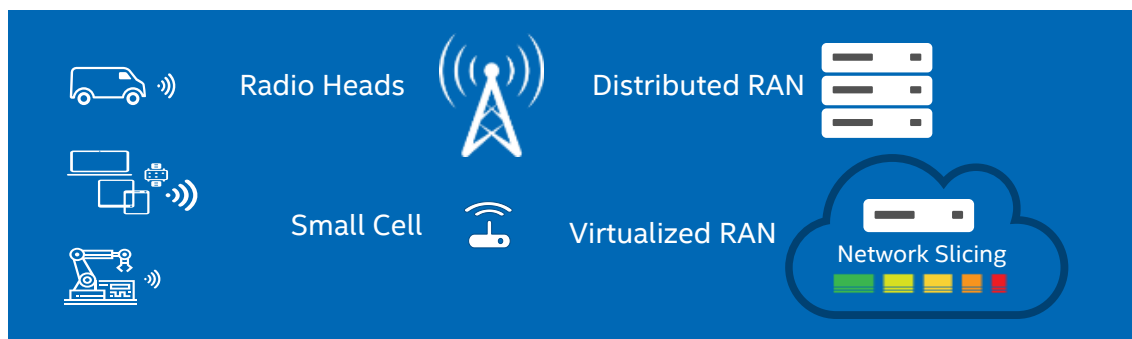 Radio Heads
Distributed RAN
Small Cell
Virtualized RAN
Network Slicing